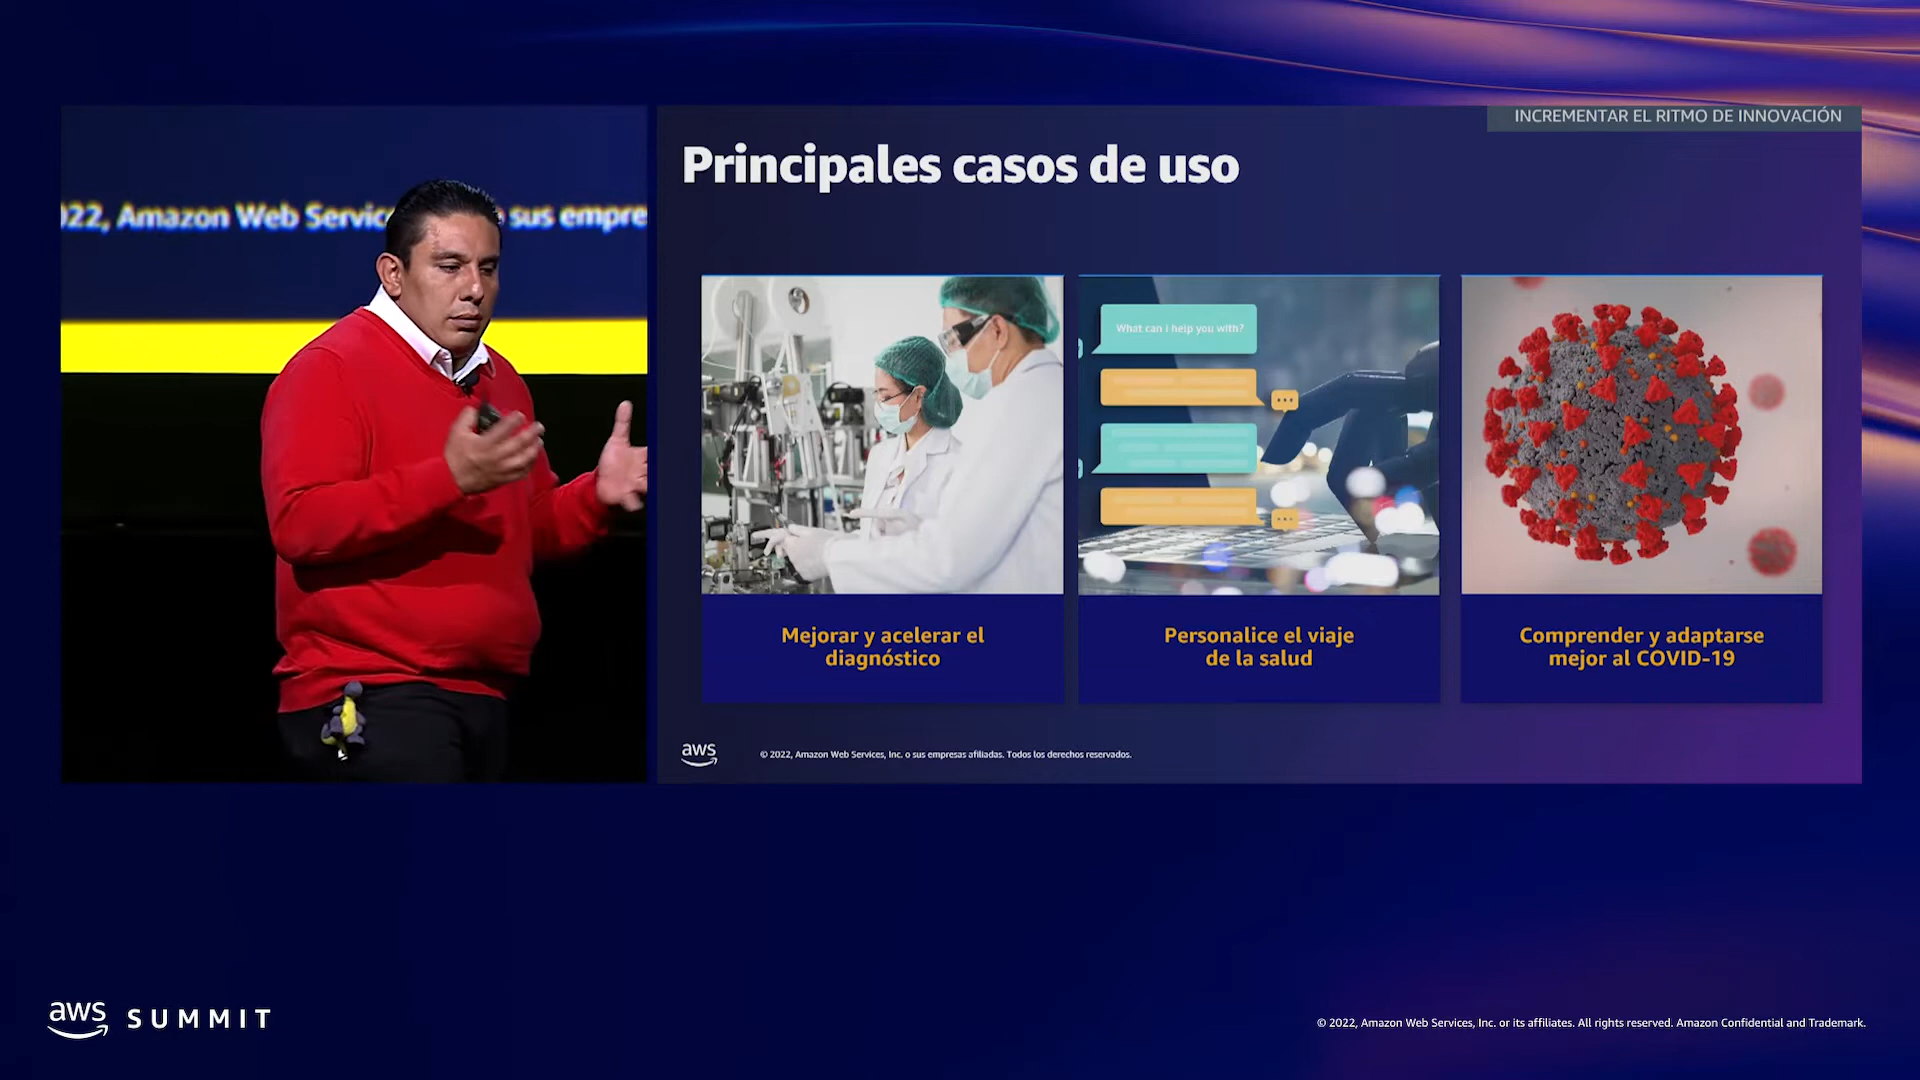 022, Amazon Web Servic
o sus empre
INCREMENTAR EL RITMO DE INNOVACIÓN
Principales casos de uso
What can i help you with?
Mejorar y acelerar el
diagnóstico
Personalice el viaje
de la salud
Comprender y adaptarse
mejor al COVID-19
aws
© 2022, Amazon Web Services, Inc. o sus empresas afiliadas. Todos los derechos reservados.
aws SUMMIT
© 2022, Amazon Web Services, Inc. or its affiliates. All rights reserved. Amazon Confidential and Trademark.